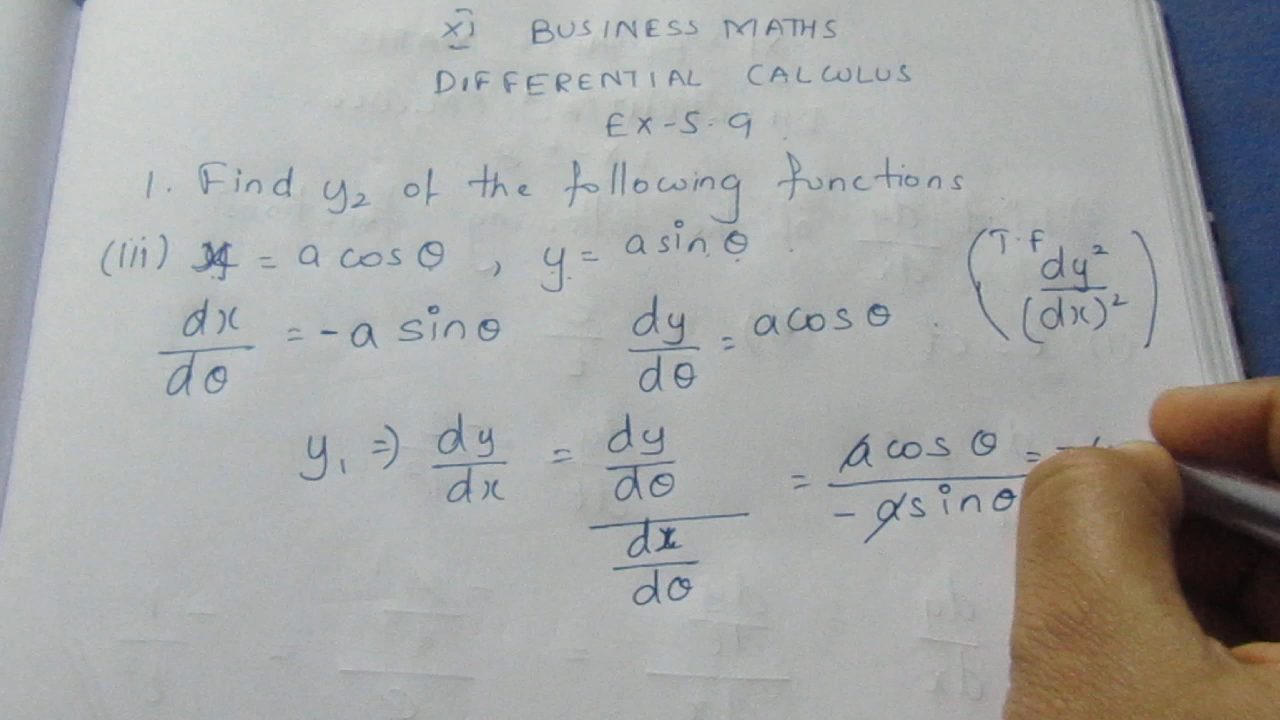 XI BUSINESS MATHS
DIFFERENTIAL CALCULUS
EX-5.9
1. Find y₂ of the following functions
(iii) x = a cos θ , y = a sin θ . (T.F dy²/(dx)²)
dx/dθ = -a sin θ dy/dθ = a cos θ .
y₁ ⇒ dy/dx = (dy/dθ)/(dx/dθ) = a cos θ/-a sin θ = -